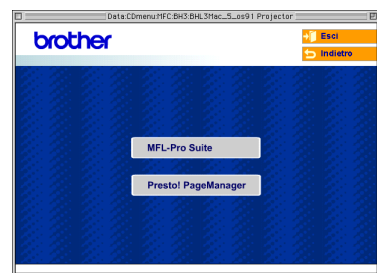 Data:CDmenu:MFC:BH3:BHL3Mac_5_os91 Projector
brother
Esci
Indietro
MFL-Pro Suite
Presto! PageManager